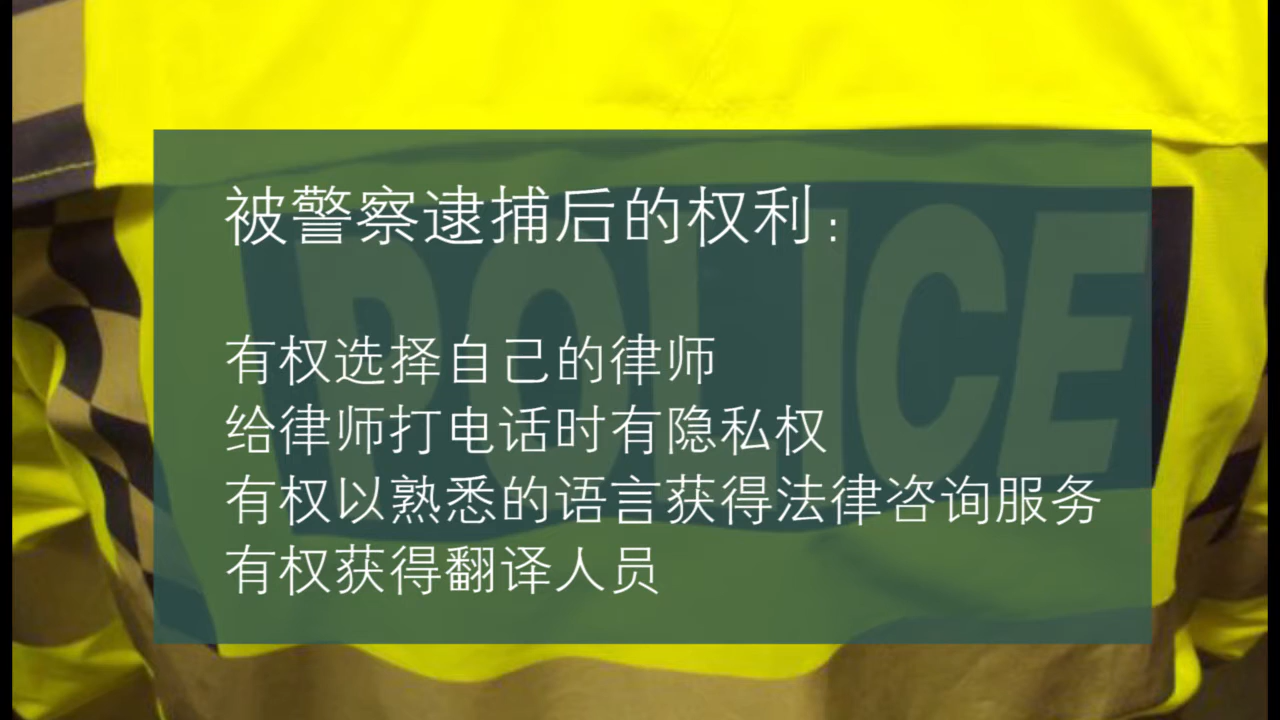 被警察逮捕后的权利：
POLICE
有权选择自己的律师
给律师打电话时有隐私权
有权以熟悉的语言获得法律咨询服务
有权获得翻译人员